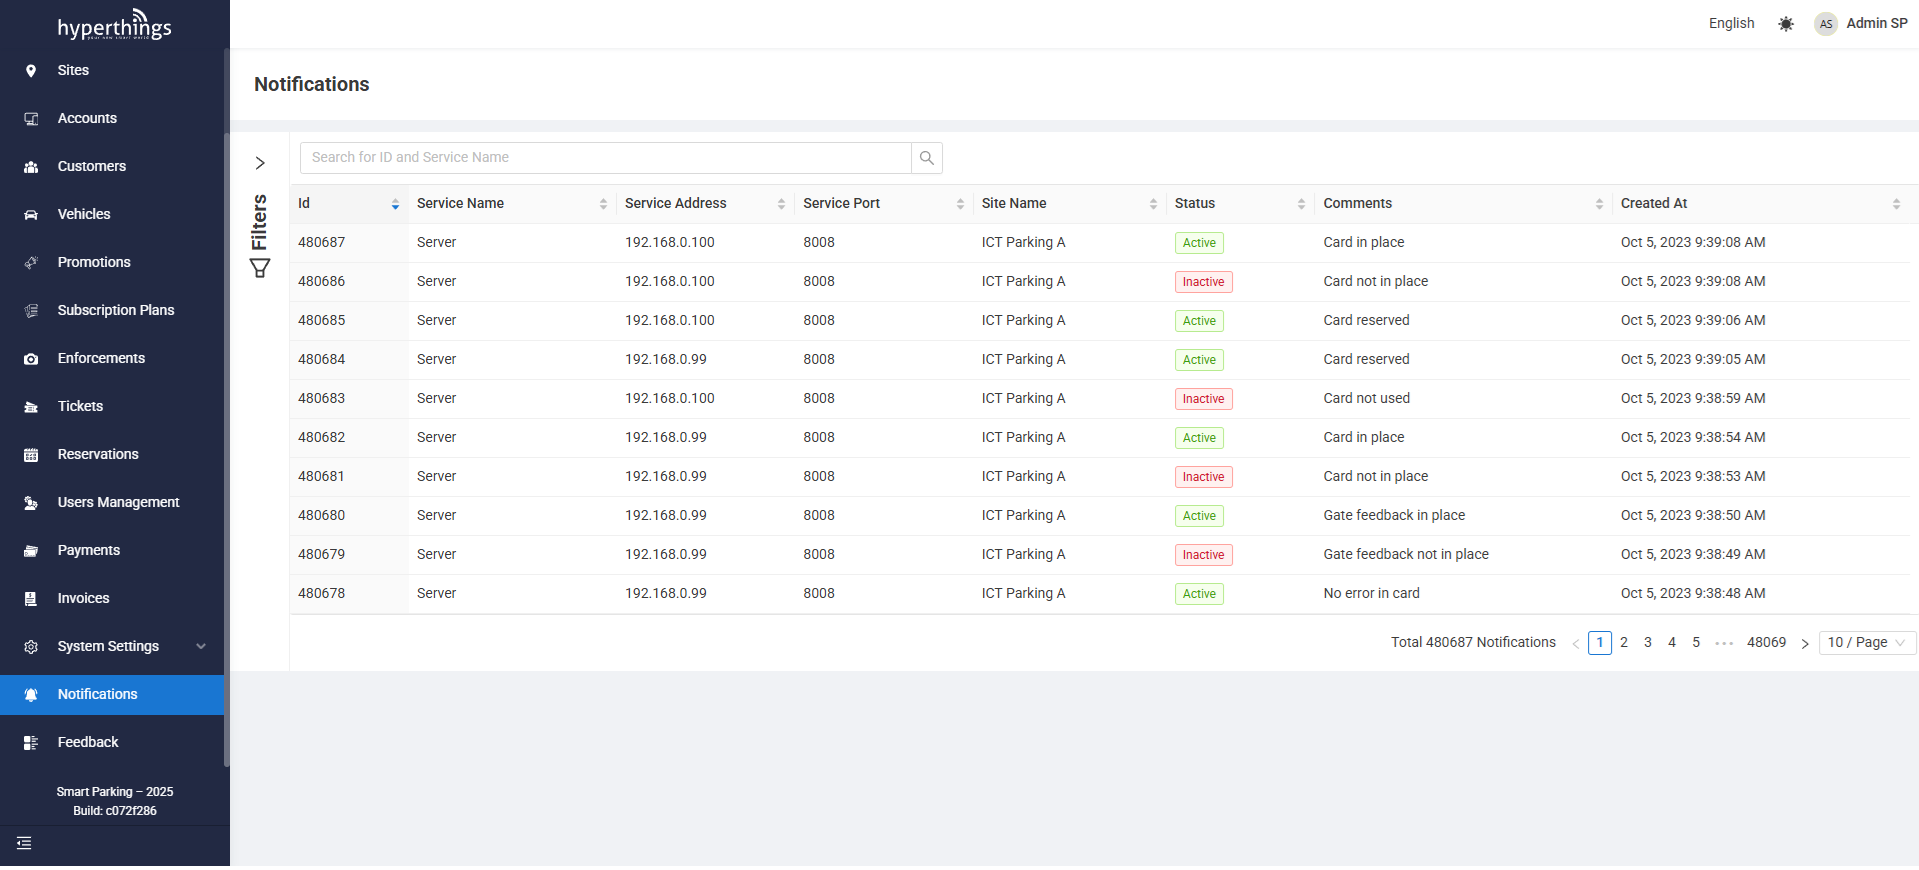 hyperthings
your new smart world
Sites
Accounts
Customers
Vehicles
Promotions
Subscription Plans
Enforcements
Tickets
Reservations
Users Management
Payments
Invoices
System Settings
Notifications
Feedback
Smart Parking – 2025
Build: c072f286
English AS Admin SP
Notifications
Filters
Search for ID and Service Name
Id Service Name Service Address Service Port Site Name Status Comments Created At
480687 Server 192.168.0.100 8008 ICT Parking A Active Card in place Oct 5, 2023 9:39:08 AM
480686 Server 192.168.0.100 8008 ICT Parking A Inactive Card not in place Oct 5, 2023 9:39:08 AM
480685 Server 192.168.0.100 8008 ICT Parking A Active Card reserved Oct 5, 2023 9:39:06 AM
480684 Server 192.168.0.99 8008 ICT Parking A Active Card reserved Oct 5, 2023 9:39:05 AM
480683 Server 192.168.0.100 8008 ICT Parking A Inactive Card not used Oct 5, 2023 9:38:59 AM
480682 Server 192.168.0.99 8008 ICT Parking A Active Card in place Oct 5, 2023 9:38:54 AM
480681 Server 192.168.0.99 8008 ICT Parking A Inactive Card not in place Oct 5, 2023 9:38:53 AM
480680 Server 192.168.0.99 8008 ICT Parking A Active Gate feedback in place Oct 5, 2023 9:38:50 AM
480679 Server 192.168.0.99 8008 ICT Parking A Inactive Gate feedback not in place Oct 5, 2023 9:38:49 AM
480678 Server 192.168.0.99 8008 ICT Parking A Active No error in card Oct 5, 2023 9:38:48 AM
Total 480687 Notifications < 1 2 3 4 5 ••• 48069 > 10 / Page